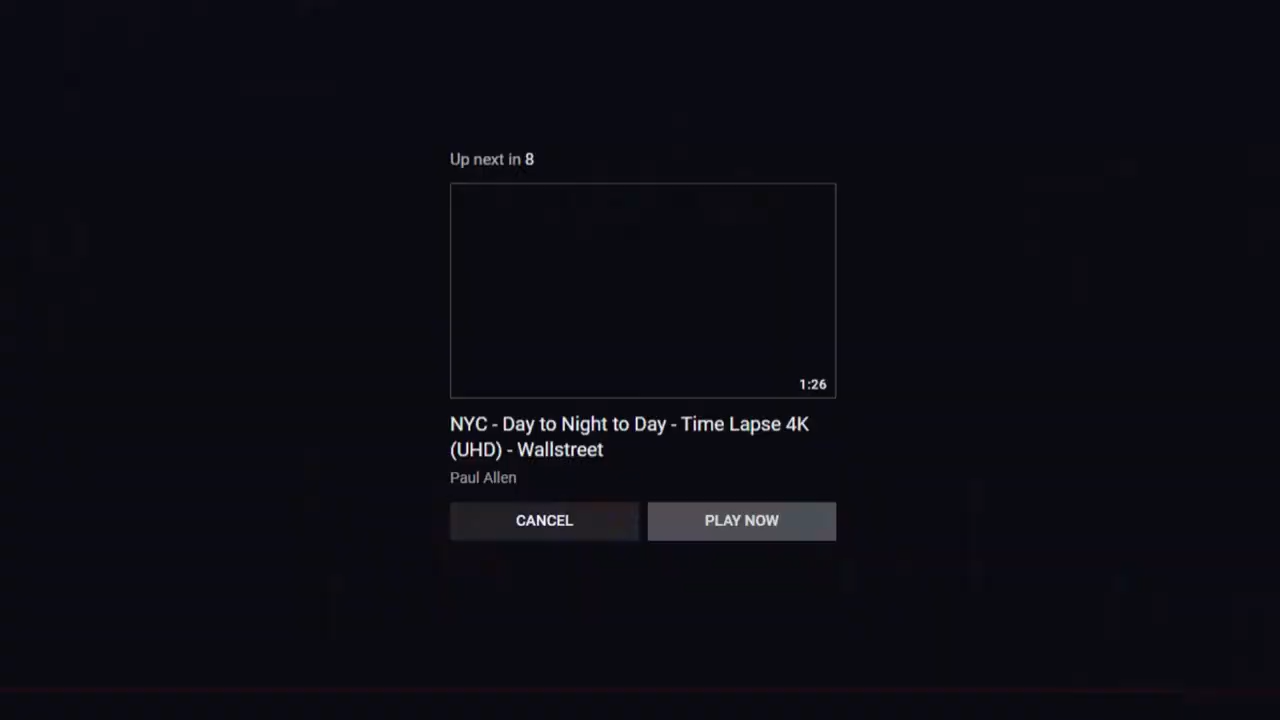 Up next in 8
1:26
NYC - Day to Night to Day - Time Lapse 4K
(UHD) - Wallstreet
Paul Allen
CANCEL
PLAY NOW